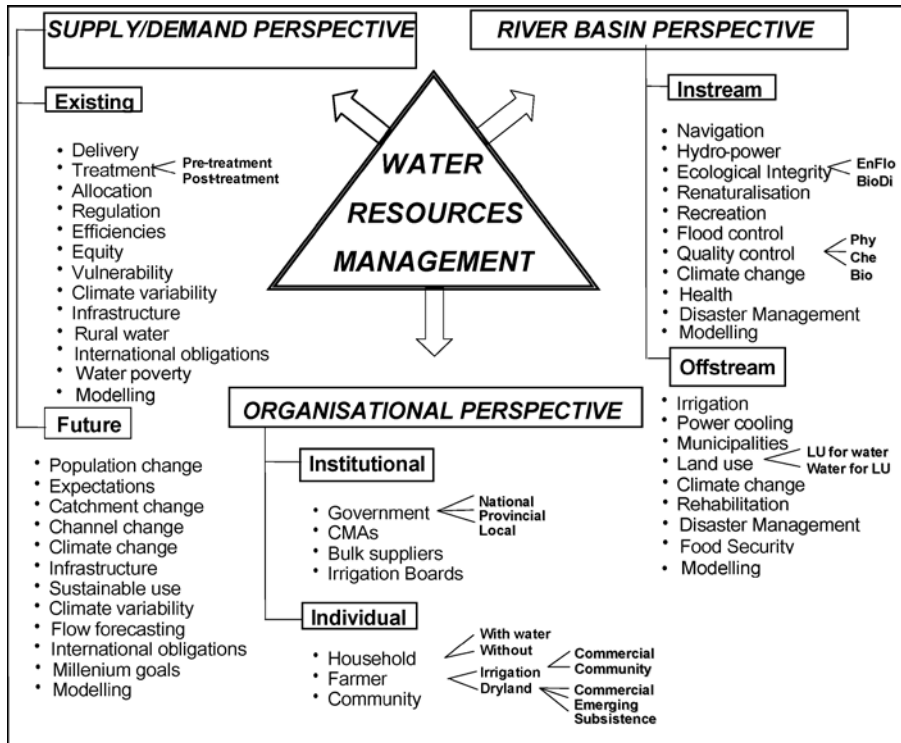 SUPPLY/DEMAND PERSPECTIVE
Existing
Delivery
Treatment
Pre-treatment
Post-treatment
Allocation
Regulation
Efficiencies
Equity
Vulnerability
Climate variability
Infrastructure
Rural water
International obligations
Water poverty
Modelling
Future
Population change
Expectations
Catchment change
Channel change
Climate change
Infrastructure
Sustainable use
Climate variability
Flow forecasting
International obligations
Millenium goals
Modelling
WATER
RESOURCES
MANAGEMENT
RIVER BASIN PERSPECTIVE
Instream
Navigation
Hydro-power
Ecological Integrity
EnFlo
BioDi
Renaturalisation
Recreation
Flood control
Quality control
Phy
Che
Bio
Climate change
Health
Disaster Management
Modelling
Offstream
Irrigation
Power cooling
Municipalities
Land use
LU for water
Water for LU
Climate change
Rehabilitation
Disaster Management
Food Security
Modelling
ORGANISATIONAL PERSPECTIVE
Institutional
Government
National
Provincial
Local
CMAs
Bulk suppliers
Irrigation Boards
Individual
Household
With water
Without
Farmer
Irrigation
Dryland
Commercial
Community
Commercial
Emerging
Subsistence
Community